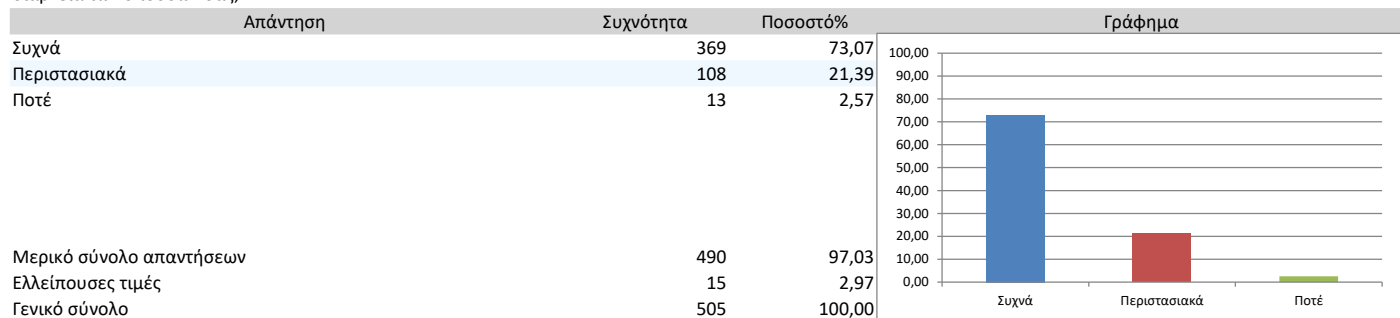 Απάντηση Συχνότητα Ποσοστό% Γράφημα
Συχνά 369 73,07
Περιστασιακά 108 21,39
Ποτέ 13 2,57
Μερικό σύνολο απαντήσεων 490 97,03
Ελλείπουσες τιμές 15 2,97
Γενικό σύνολο 505 100,00
100,00
90,00
80,00
70,00
60,00
50,00
40,00
30,00
20,00
10,00
0,00
Συχνά Περιστασιακά Ποτέ